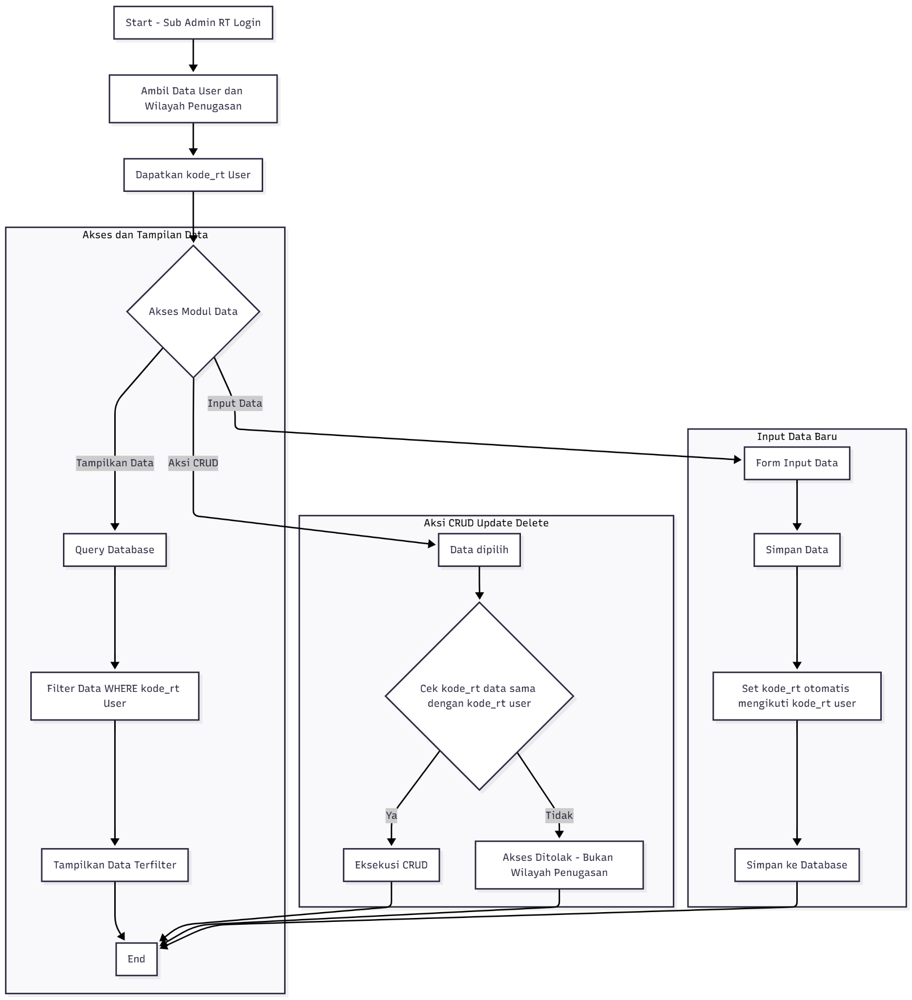 Start - Sub Admin RT Login
Ambil Data User dan
Wilayah Penugasan
Dapatkan kode_rt User
Akses dan Tampilan Data
Akses Modul Data
Input Data
Tampilkan Data
Aksi CRUD
Query Database
Filter Data WHERE kode_rt
User
Tampilkan Data Terfilter
End
Aksi CRUD Update Delete
Data dipilih
Cek kode_rt data sama
dengan kode_rt user
Ya
Tidak
Eksekusi CRUD
Akses Ditolak - Bukan
Wilayah Penugasan
Input Data Baru
Form Input Data
Simpan Data
Set kode_rt otomatis
mengikuti kode_rt user
Simpan ke Database